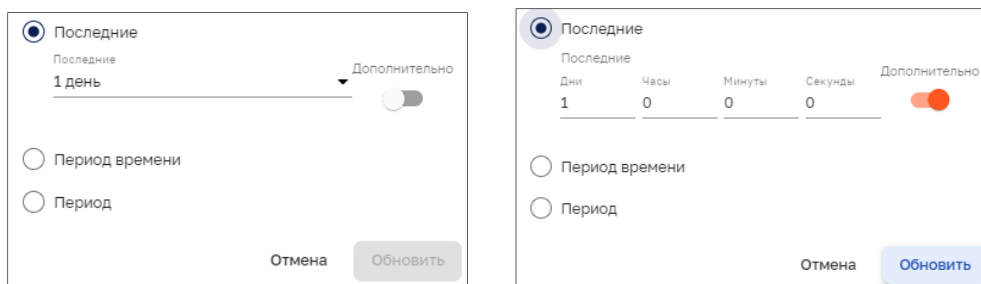 Последние
Последние
Дополнительно
1 день
Период времени
Период
Отмена Обновить
Последние
Последние
Дополнительно
Дни Часы Минуты Секунды
1 0 0 0
Период времени
Период
Отмена Обновить